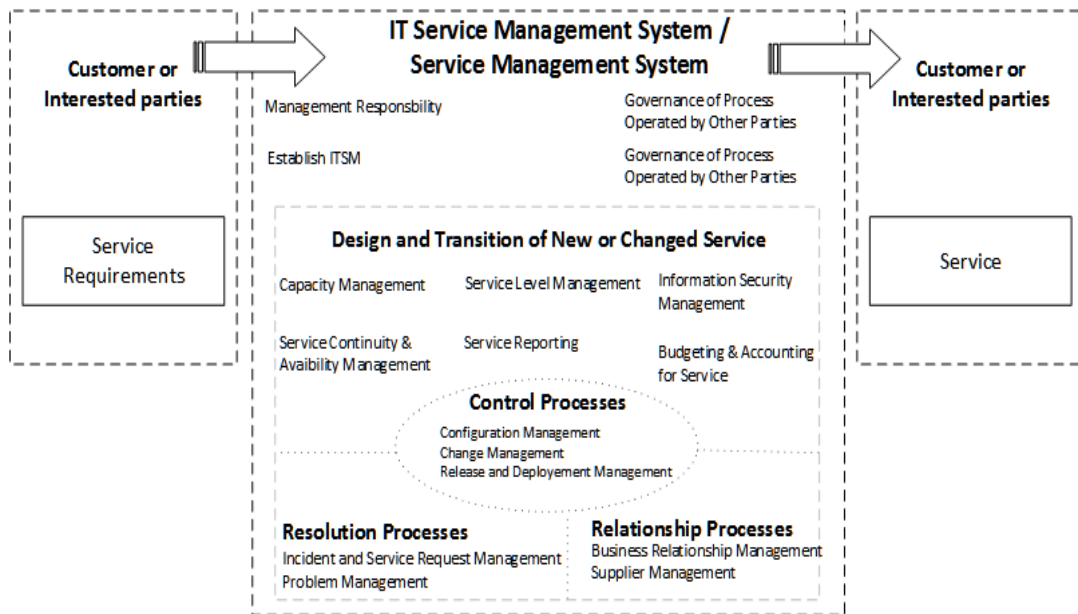 Customer or
Interested parties
Service
Requirements
IT Service Management System /
Service Management System
Management Responsbility
Governance of Process
Operated by Other Parties
Establish ITSM
Governance of Process
Operated by Other Parties
Design and Transition of New or Changed Service
Capacity Management
Service Level Management
Information Security
Management
Service Continuity &
Avaibility Management
Service Reporting
Budgeting & Accounting
for Service
Control Processes
Configuration Management
Change Management
Release and Deployement Management
Resolution Processes
Incident and Service Request Management
Problem Management
Relationship Processes
Business Relationship Management
Supplier Management
Customer or
Interested parties
Service